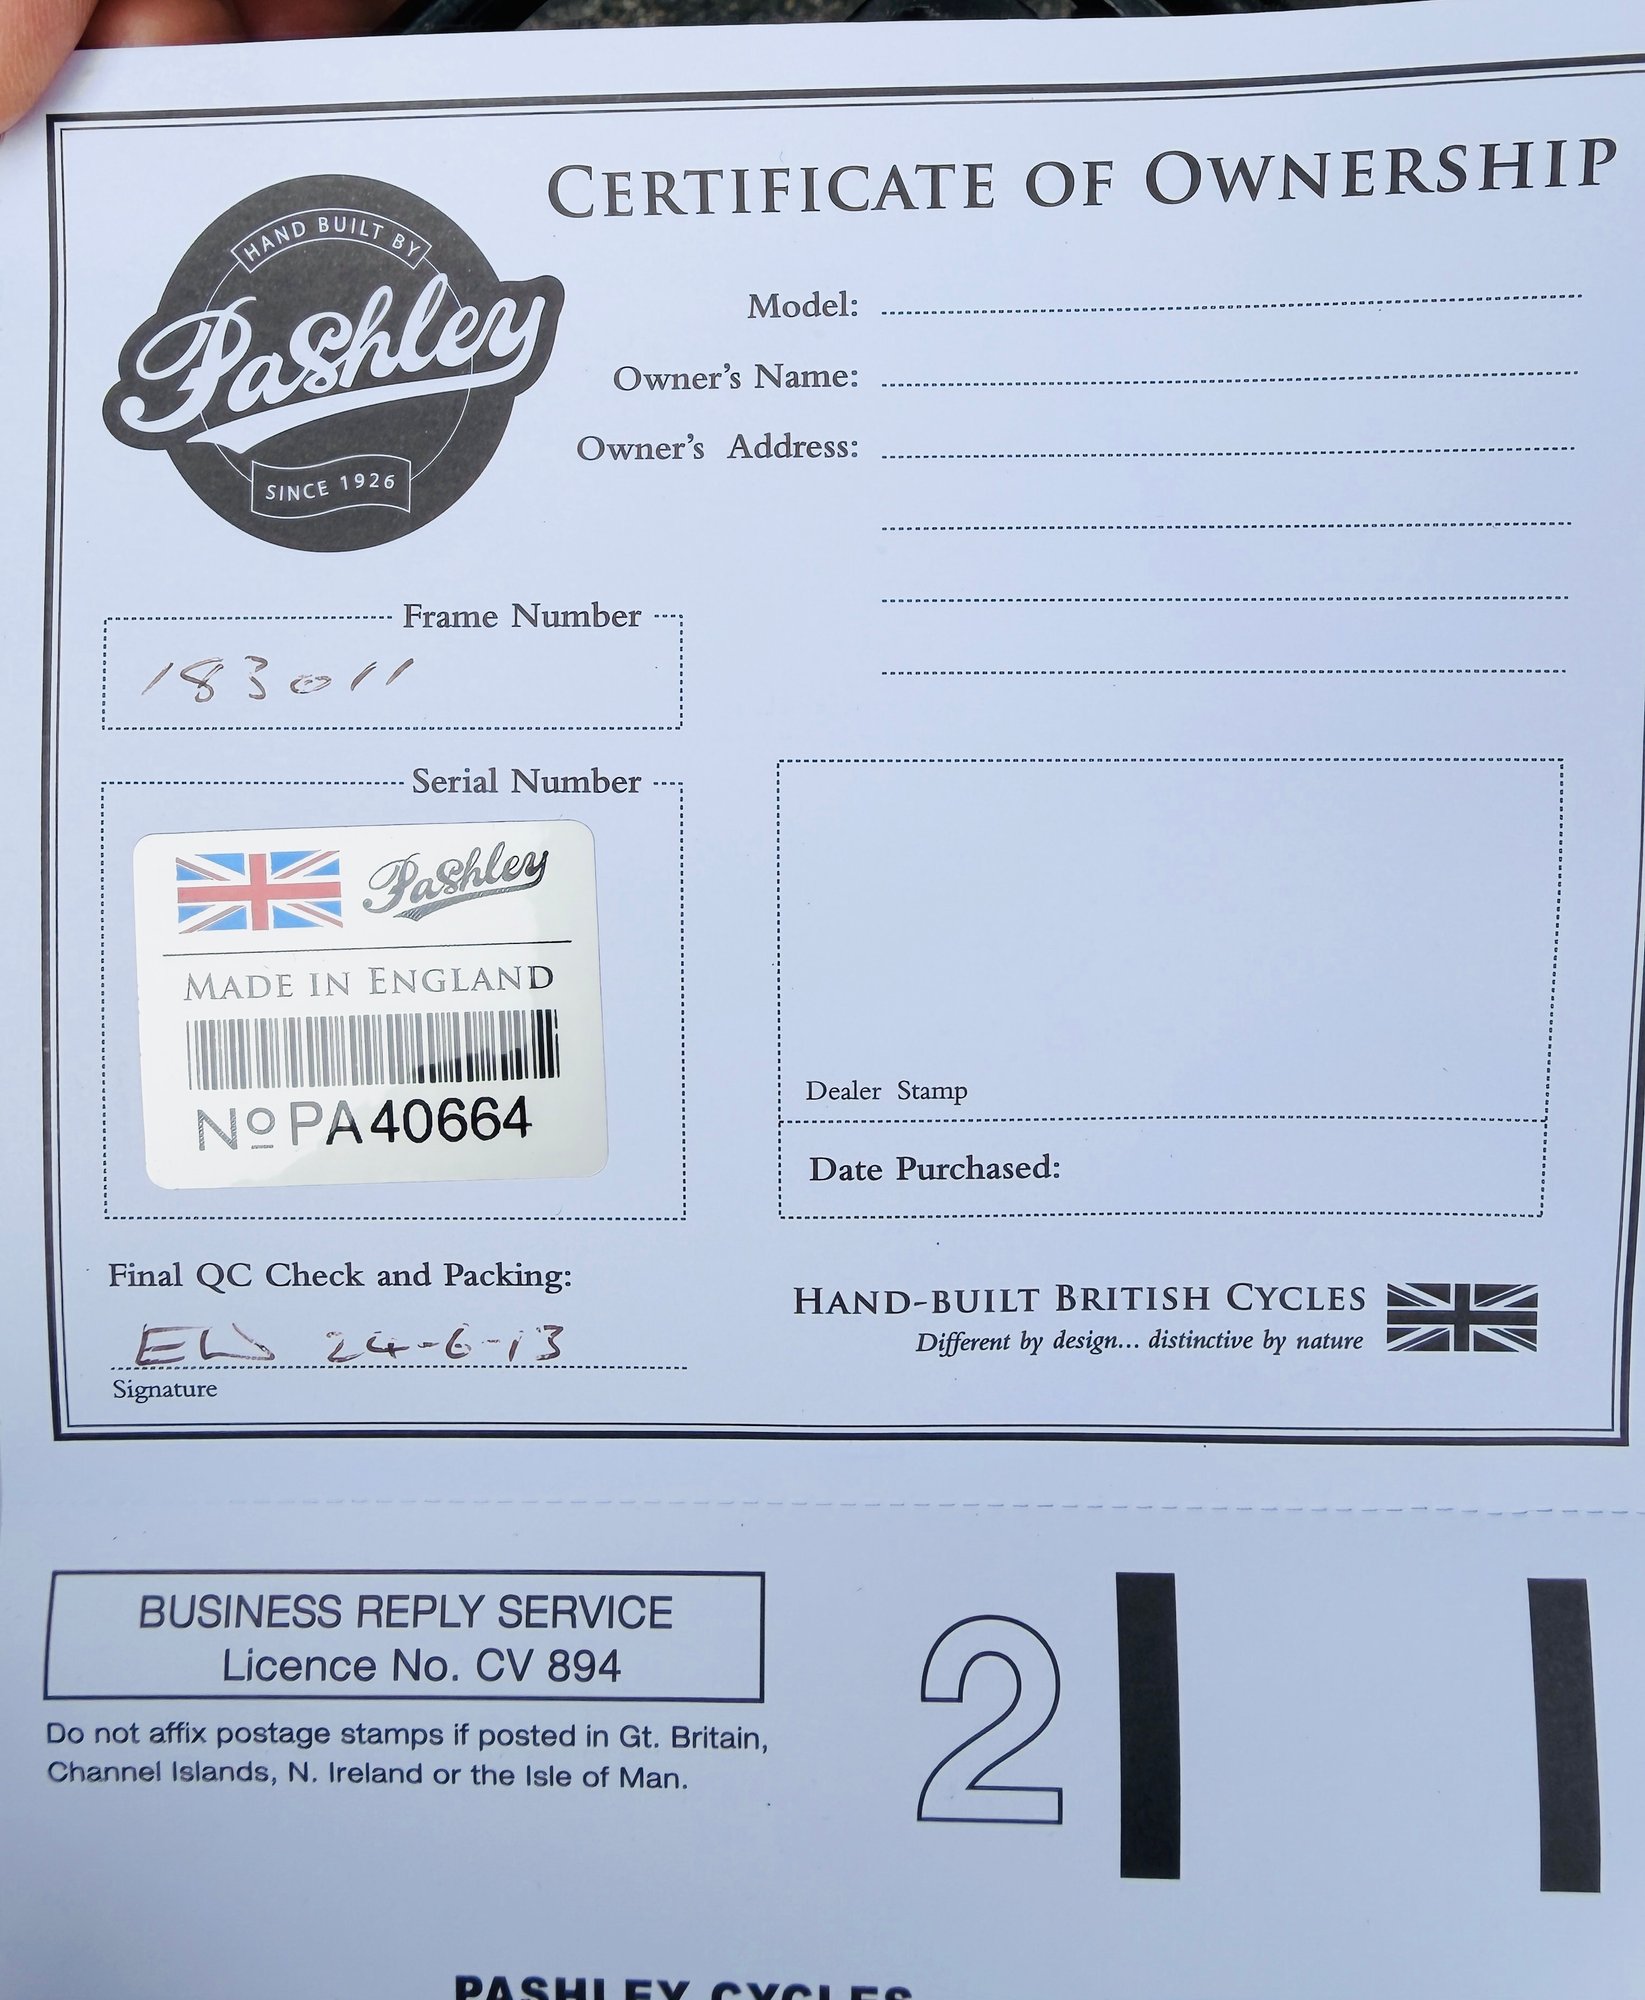 CERTIFICATE OF OWNERSHIP
HAND BUILT BY
Pashley
SINCE 1926
Model:
Owner's Name:
Owner's Address:
Frame Number
183011
Serial Number
Pashley
MADE IN ENGLAND
No PA40664
Dealer Stamp
Date Purchased:
Final QC Check and Packing:
24-6-13
Signature
HAND-BUILT BRITISH CYCLES
Different by design... distinctive by nature
BUSINESS REPLY SERVICE
Licence No. CV 894
Do not affix postage stamps if posted in Gt. Britain,
Channel Islands, N. Ireland or the Isle of Man.
2
PASHLEY CYCLES